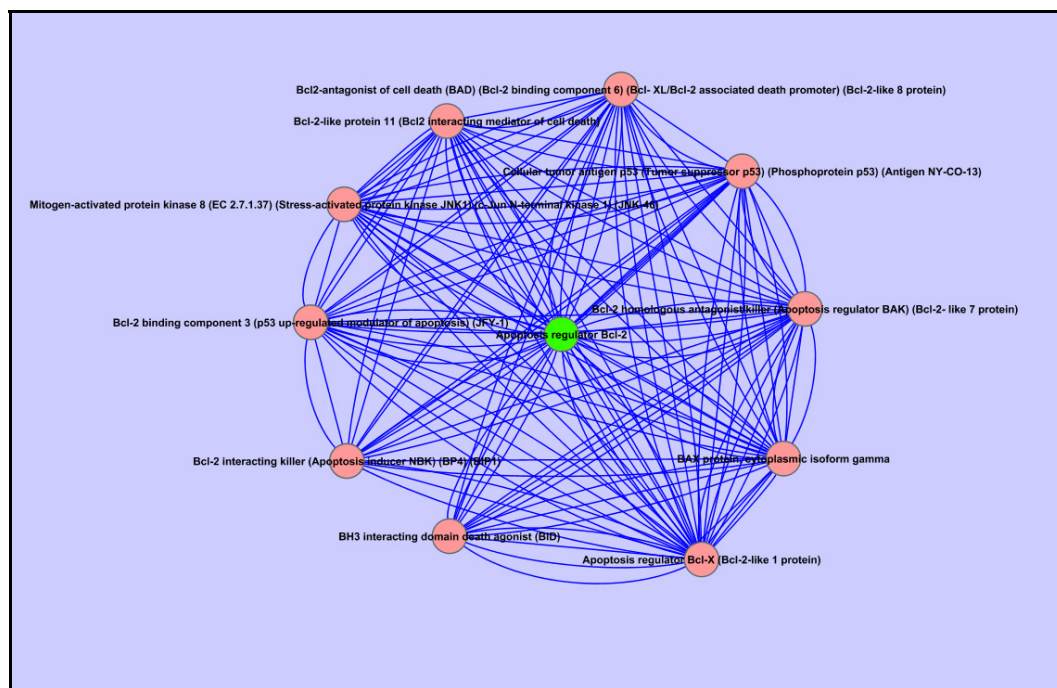 Bcl2-antagonist of cell death (BAD) (Bcl-2 binding component 6) (Bcl- XL/Bcl-2 associated death promoter) (Bcl-2-like 8 protein)
Bcl-2-like protein 11 (Bcl2 interacting mediator of cell death)
Cellular tumor antigen p53 (Tumor suppressor p53) (Phosphoprotein p53) (Antigen NY-CO-13)
Mitogen-activated protein kinase 8 (EC 2.7.1.37) (Stress-activated protein kinase JNK1) (c-Jun N-terminal kinase 1) (JNK-46)
Bcl-2 homologous antagonist/killer (Apoptosis regulator BAK) (Bcl-2- like 7 protein)
Bcl-2 binding component 3 (p53 up-regulated modulator of apoptosis) (JFY-1)
Apoptosis regulator Bcl-2
BAX protein, cytoplasmic isoform gamma
Bcl-2 interacting killer (Apoptosis inducer NBK) (BP4) (BIP1)
BH3 interacting domain death agonist (BID)
Apoptosis regulator Bcl-X (Bcl-2-like 1 protein)